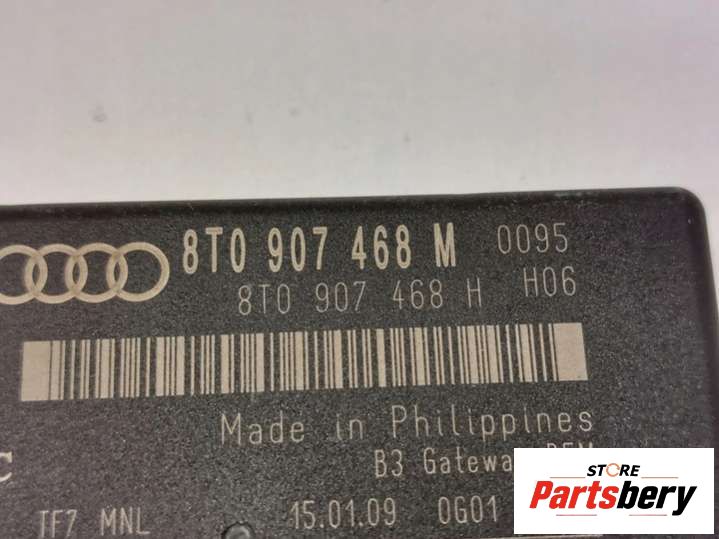 8T0 907 468 M 0095
8T0 907 468 H H06
Made in Philippines
C
B3 Gateway
TF7 MNL 15.01.09 0G01
STORE
Partsbery